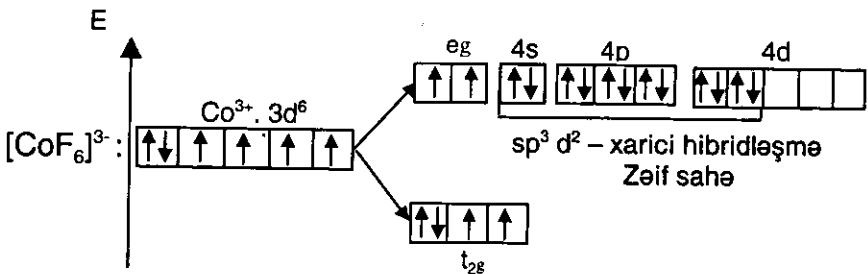 E
eg 4s 4p 4d
Co³⁺. 3d⁶
[CoF₆]³⁻ :
sp³ d² – xarici hibridləşmə
Zəif sahə
t₂g